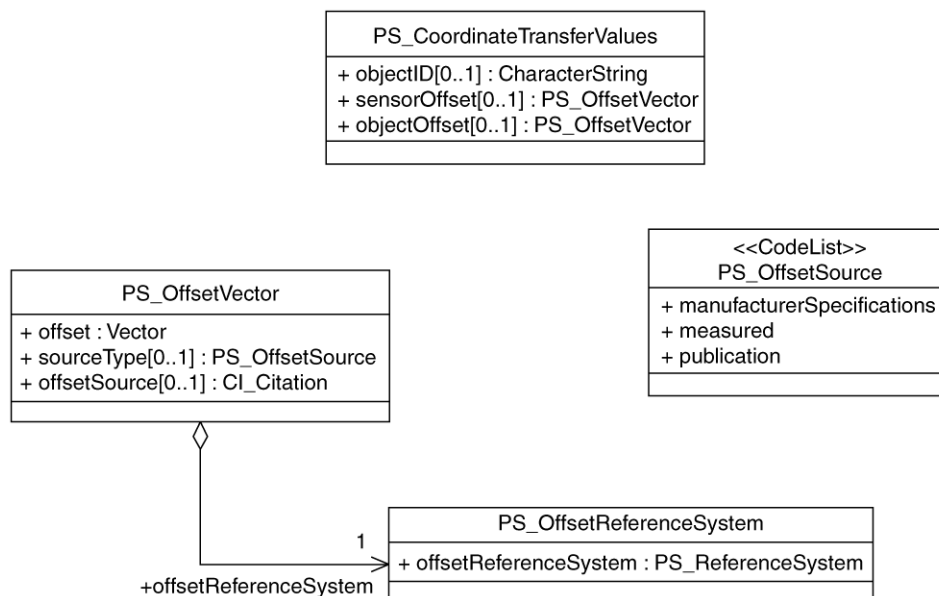 PS_CoordinateTransferValues
+ objectID[0..1] : CharacterString
+ sensorOffset[0..1] : PS_OffsetVector
+ objectOffset[0..1] : PS_OffsetVector
<<CodeList>>
PS_OffsetSource
+ manufacturerSpecifications
+ measured
+ publication
PS_OffsetVector
+ offset : Vector
+ sourceType[0..1] : PS_OffsetSource
+ offsetSource[0..1] : CI_Citation
PS_OffsetReferenceSystem
+ offsetReferenceSystem : PS_ReferenceSystem
1
+offsetReferenceSystem